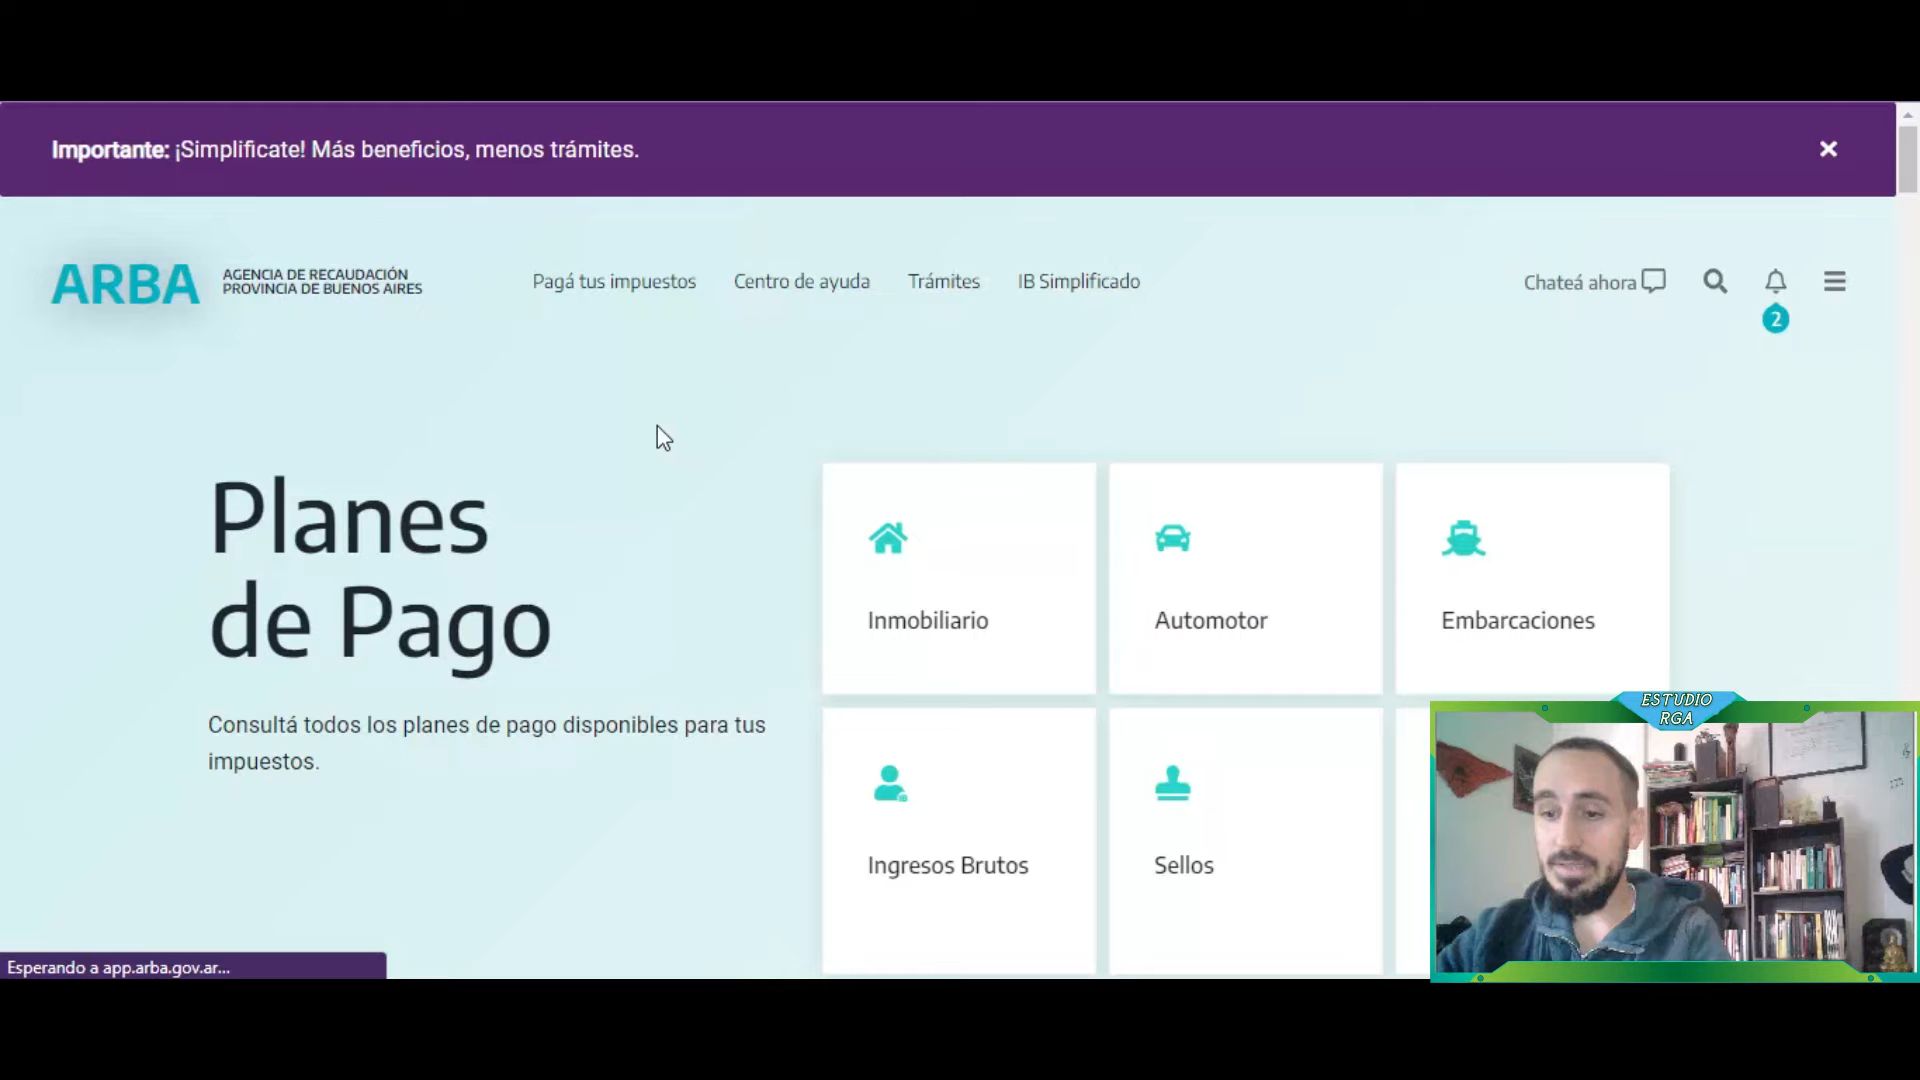 Importante: ¡Simplificate! Más beneficios, menos trámites.
ARBA
AGENCIA DE RECAUDACIÓN
PROVINCIA DE BUENOS AIRES
Pagá tus impuestos
Centro de ayuda
Trámites
IB Simplificado
Chateá ahora
2
Planes
de Pago
Consultá todos los planes de pago disponibles para tus
impuestos.
Inmobiliario
Automotor
Embarcaciones
Ingresos Brutos
Sellos
ESTUDIO
RGA
Esperando a app.arba.gov.ar...